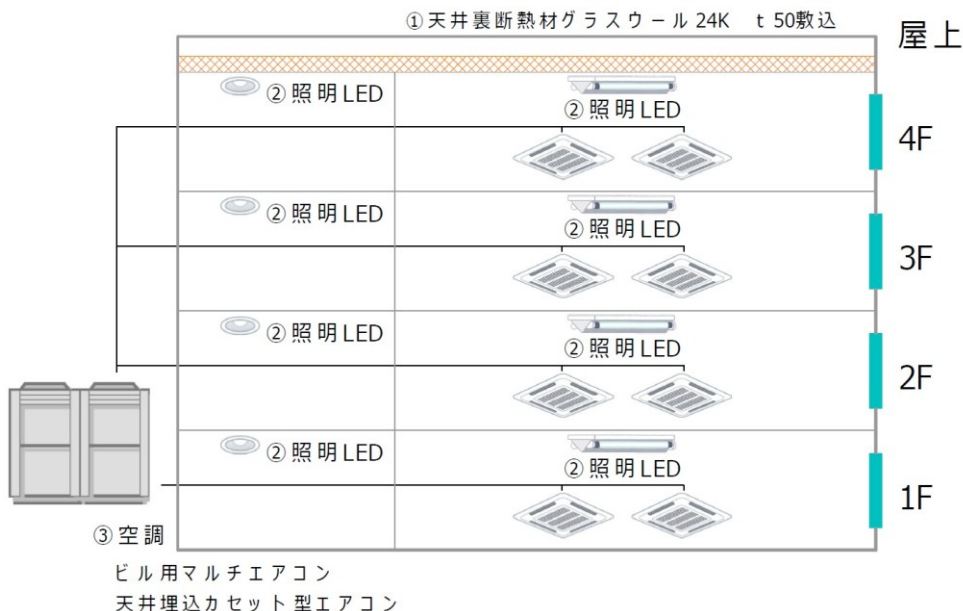 ①天井裏断熱材グラスウール24K t 50敷込
屋上
②照明LED
②照明LED
4F
②照明LED
②照明LED
3F
②照明LED
②照明LED
2F
②照明LED
②照明LED
1F
③空調
ビル用マルチエアコン
天井埋込カセット型エアコン